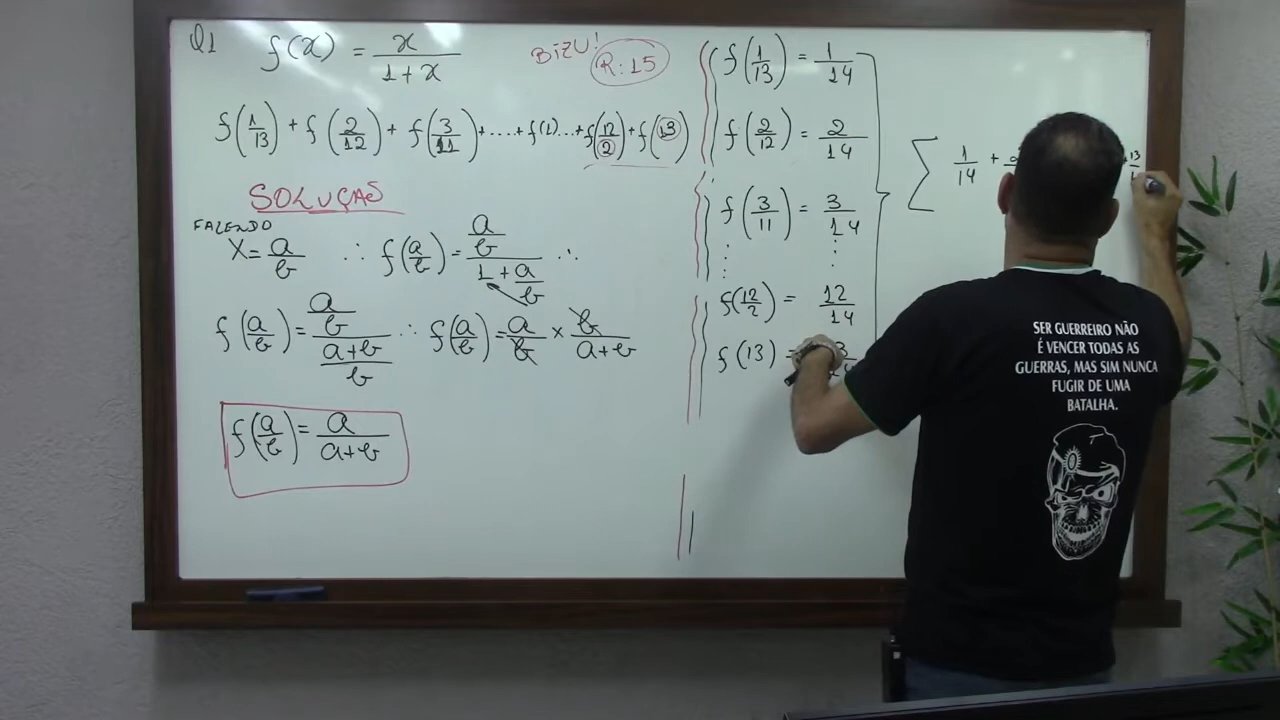 Q1 f(x) = x/(1+x)
BIZU! R:15
f(1/13) + f(2/12) + f(3/11) + .... + f(1) ... + f(12/2) + f(13)
SOLUÇÃO
FAZENDO
X = a/b ∴ f(a/b) = (a/b)/(1 + a/b) ∴
f(a/b) = (a/b)/((a+b)/b) ∴ f(a/b) = a/b × b/(a+b)
f(a/b) = a/(a+b)
f(1/13) = 1/14
f(2/12) = 2/14
f(3/11) = 3/14
f(12/2) = 12/14
f(13) =
∑ 1/14 +
SER GUERREIRO NÃO
É VENCER TODAS AS
GUERRAS, MAS SIM NUNCA
FUGIR DE UMA
BATALHA.